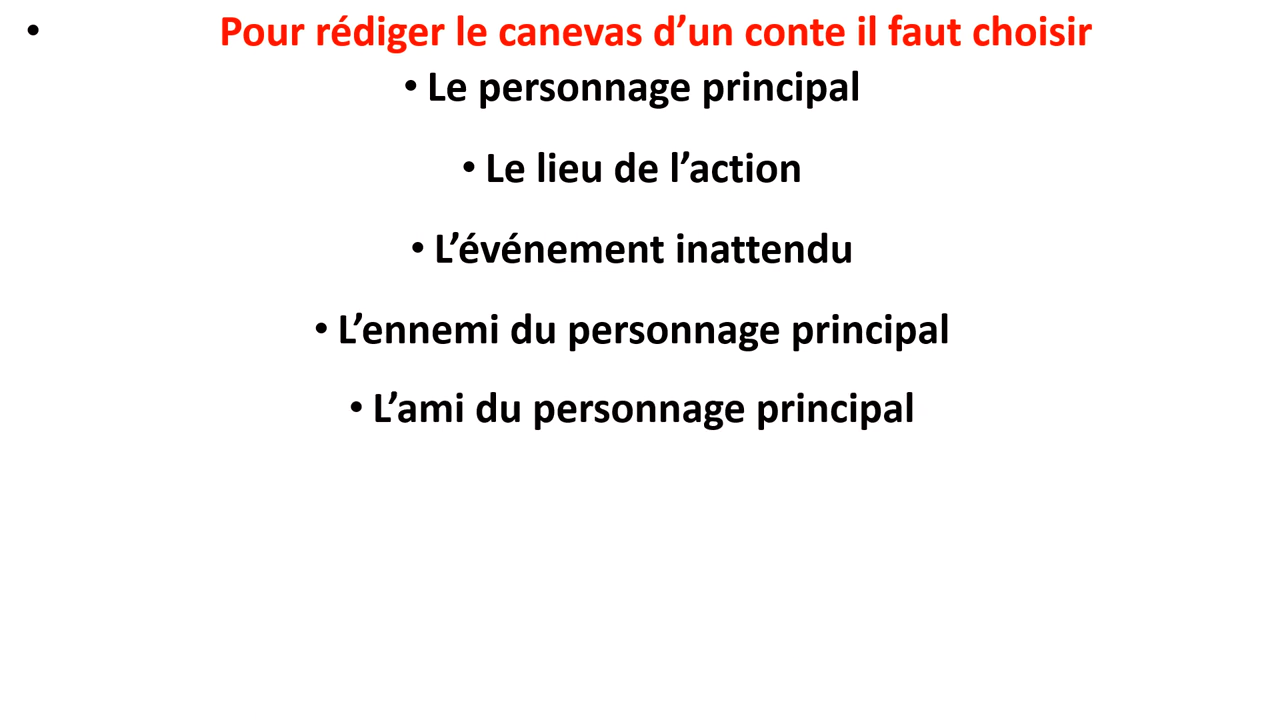 • Pour rédiger le canevas d’un conte il faut choisir
• Le personnage principal
• Le lieu de l’action
• L’événement inattendu
• L’ennemi du personnage principal
• L’ami du personnage principal